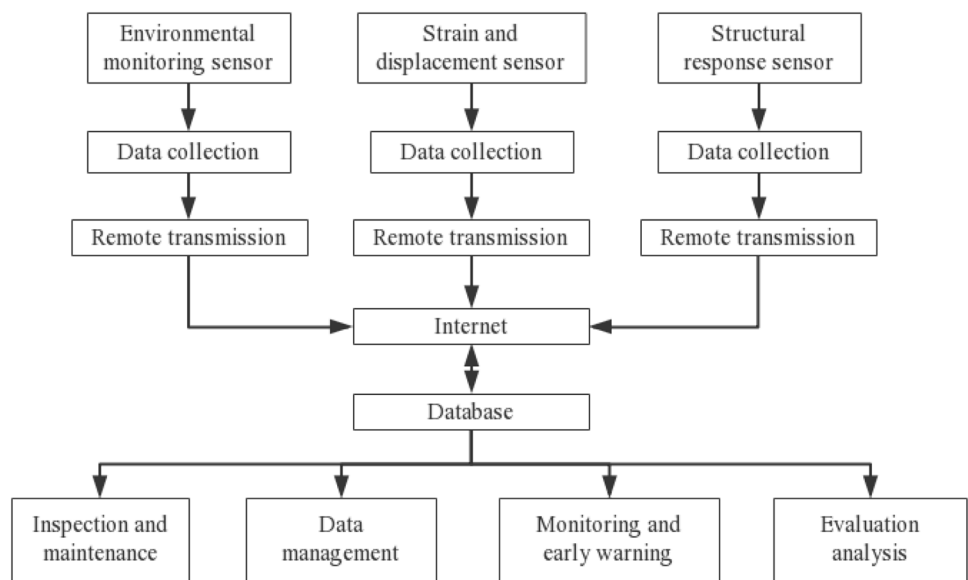 Environmental
monitoring sensor
Strain and
displacement sensor
Structural
response sensor
Data collection
Data collection
Data collection
Remote transmission
Remote transmission
Remote transmission
Internet
Database
Inspection and
maintenance
Data
management
Monitoring and
early warning
Evaluation
analysis